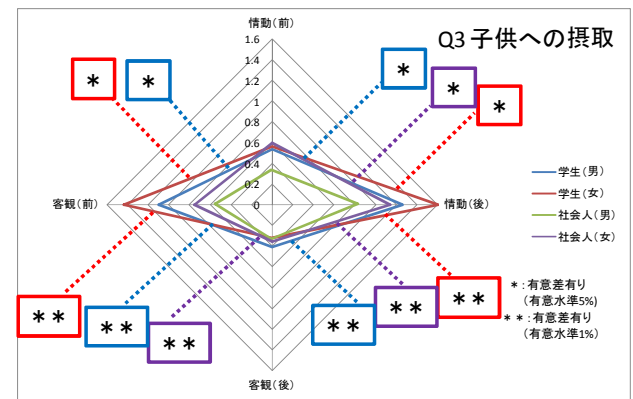 情動(前)
Q3 子供への摂取
1.6
1.4
1.2
1
0.8
0.6
0.4
0.2
0
*
*
*
*
*
客観(前)
情動(後)
学生(男)
学生(女)
社会人(男)
社会人(女)
**
**
**
**
**
**
*:有意差有り
(有意水準5%)
**:有意差有り
(有意水準1%)
客観(後)